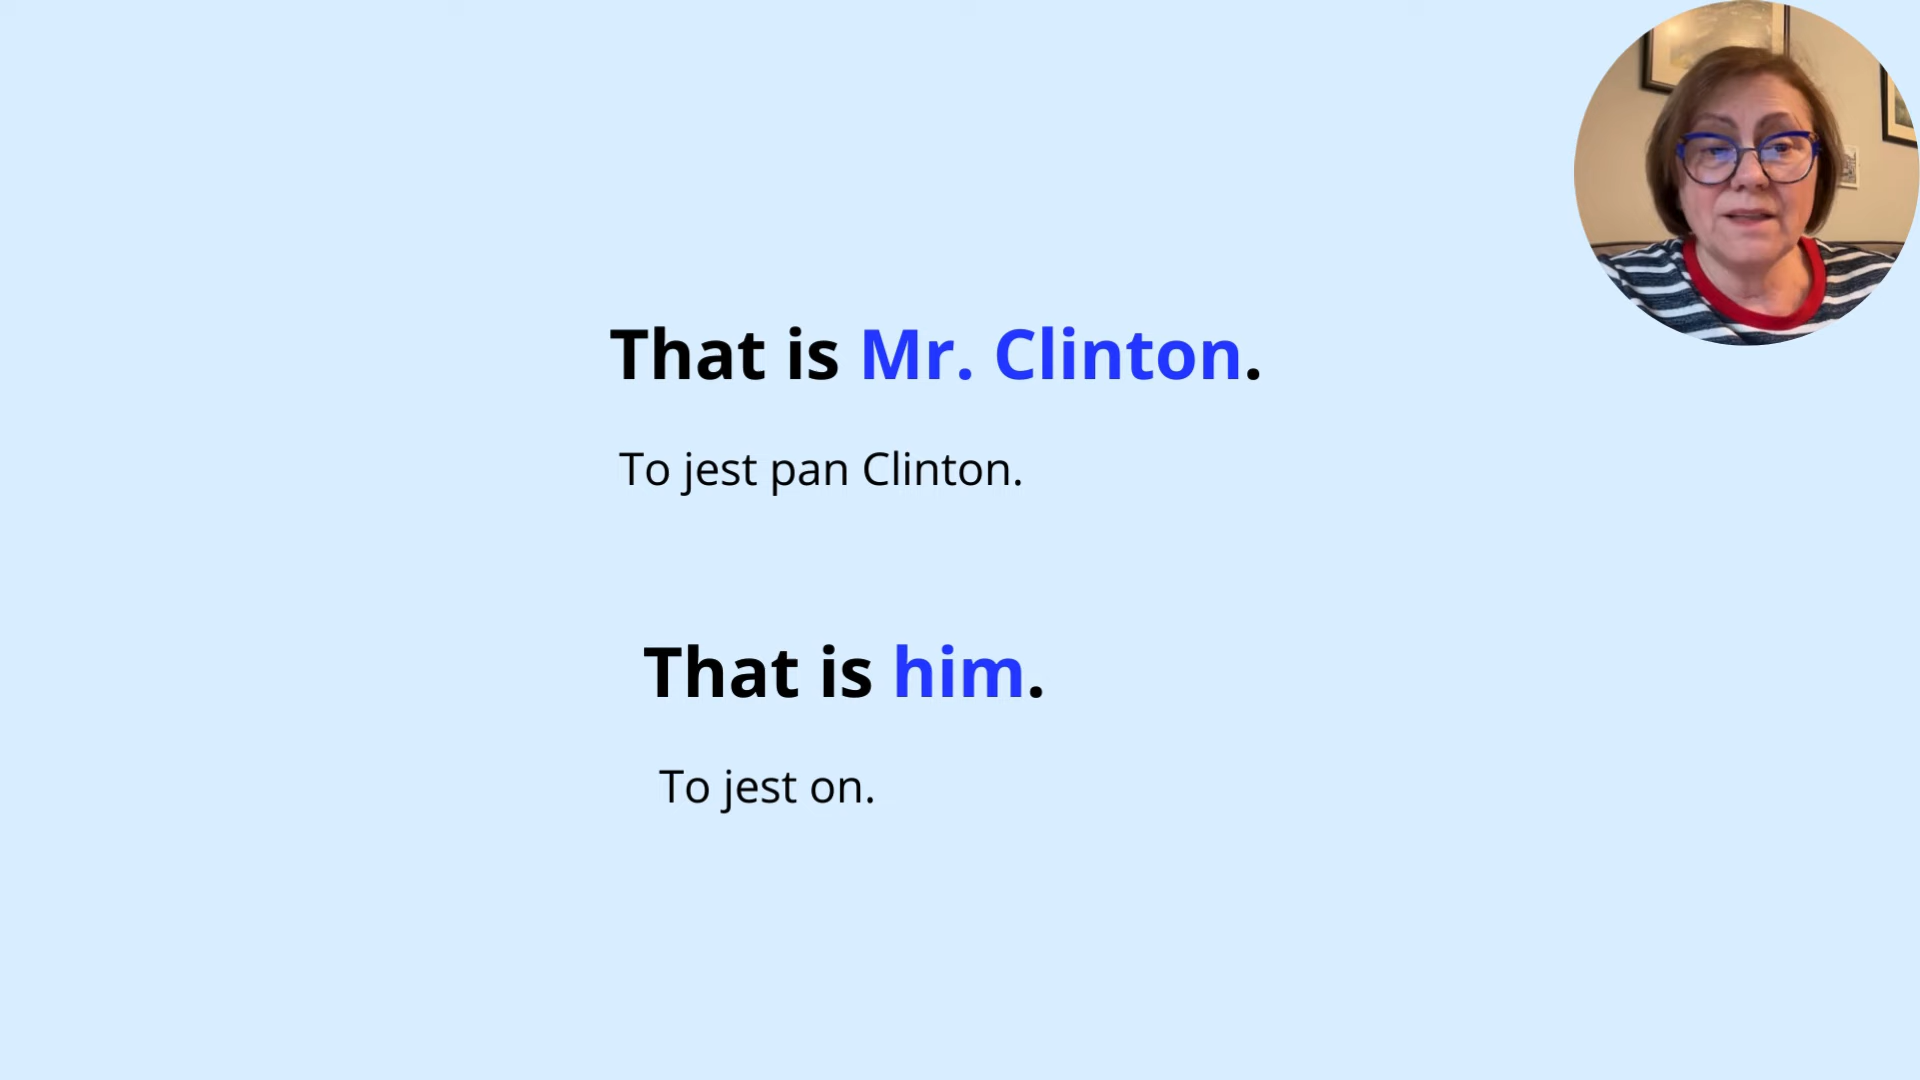 That is Mr. Clinton.
To jest pan Clinton.
That is him.
To jest on.